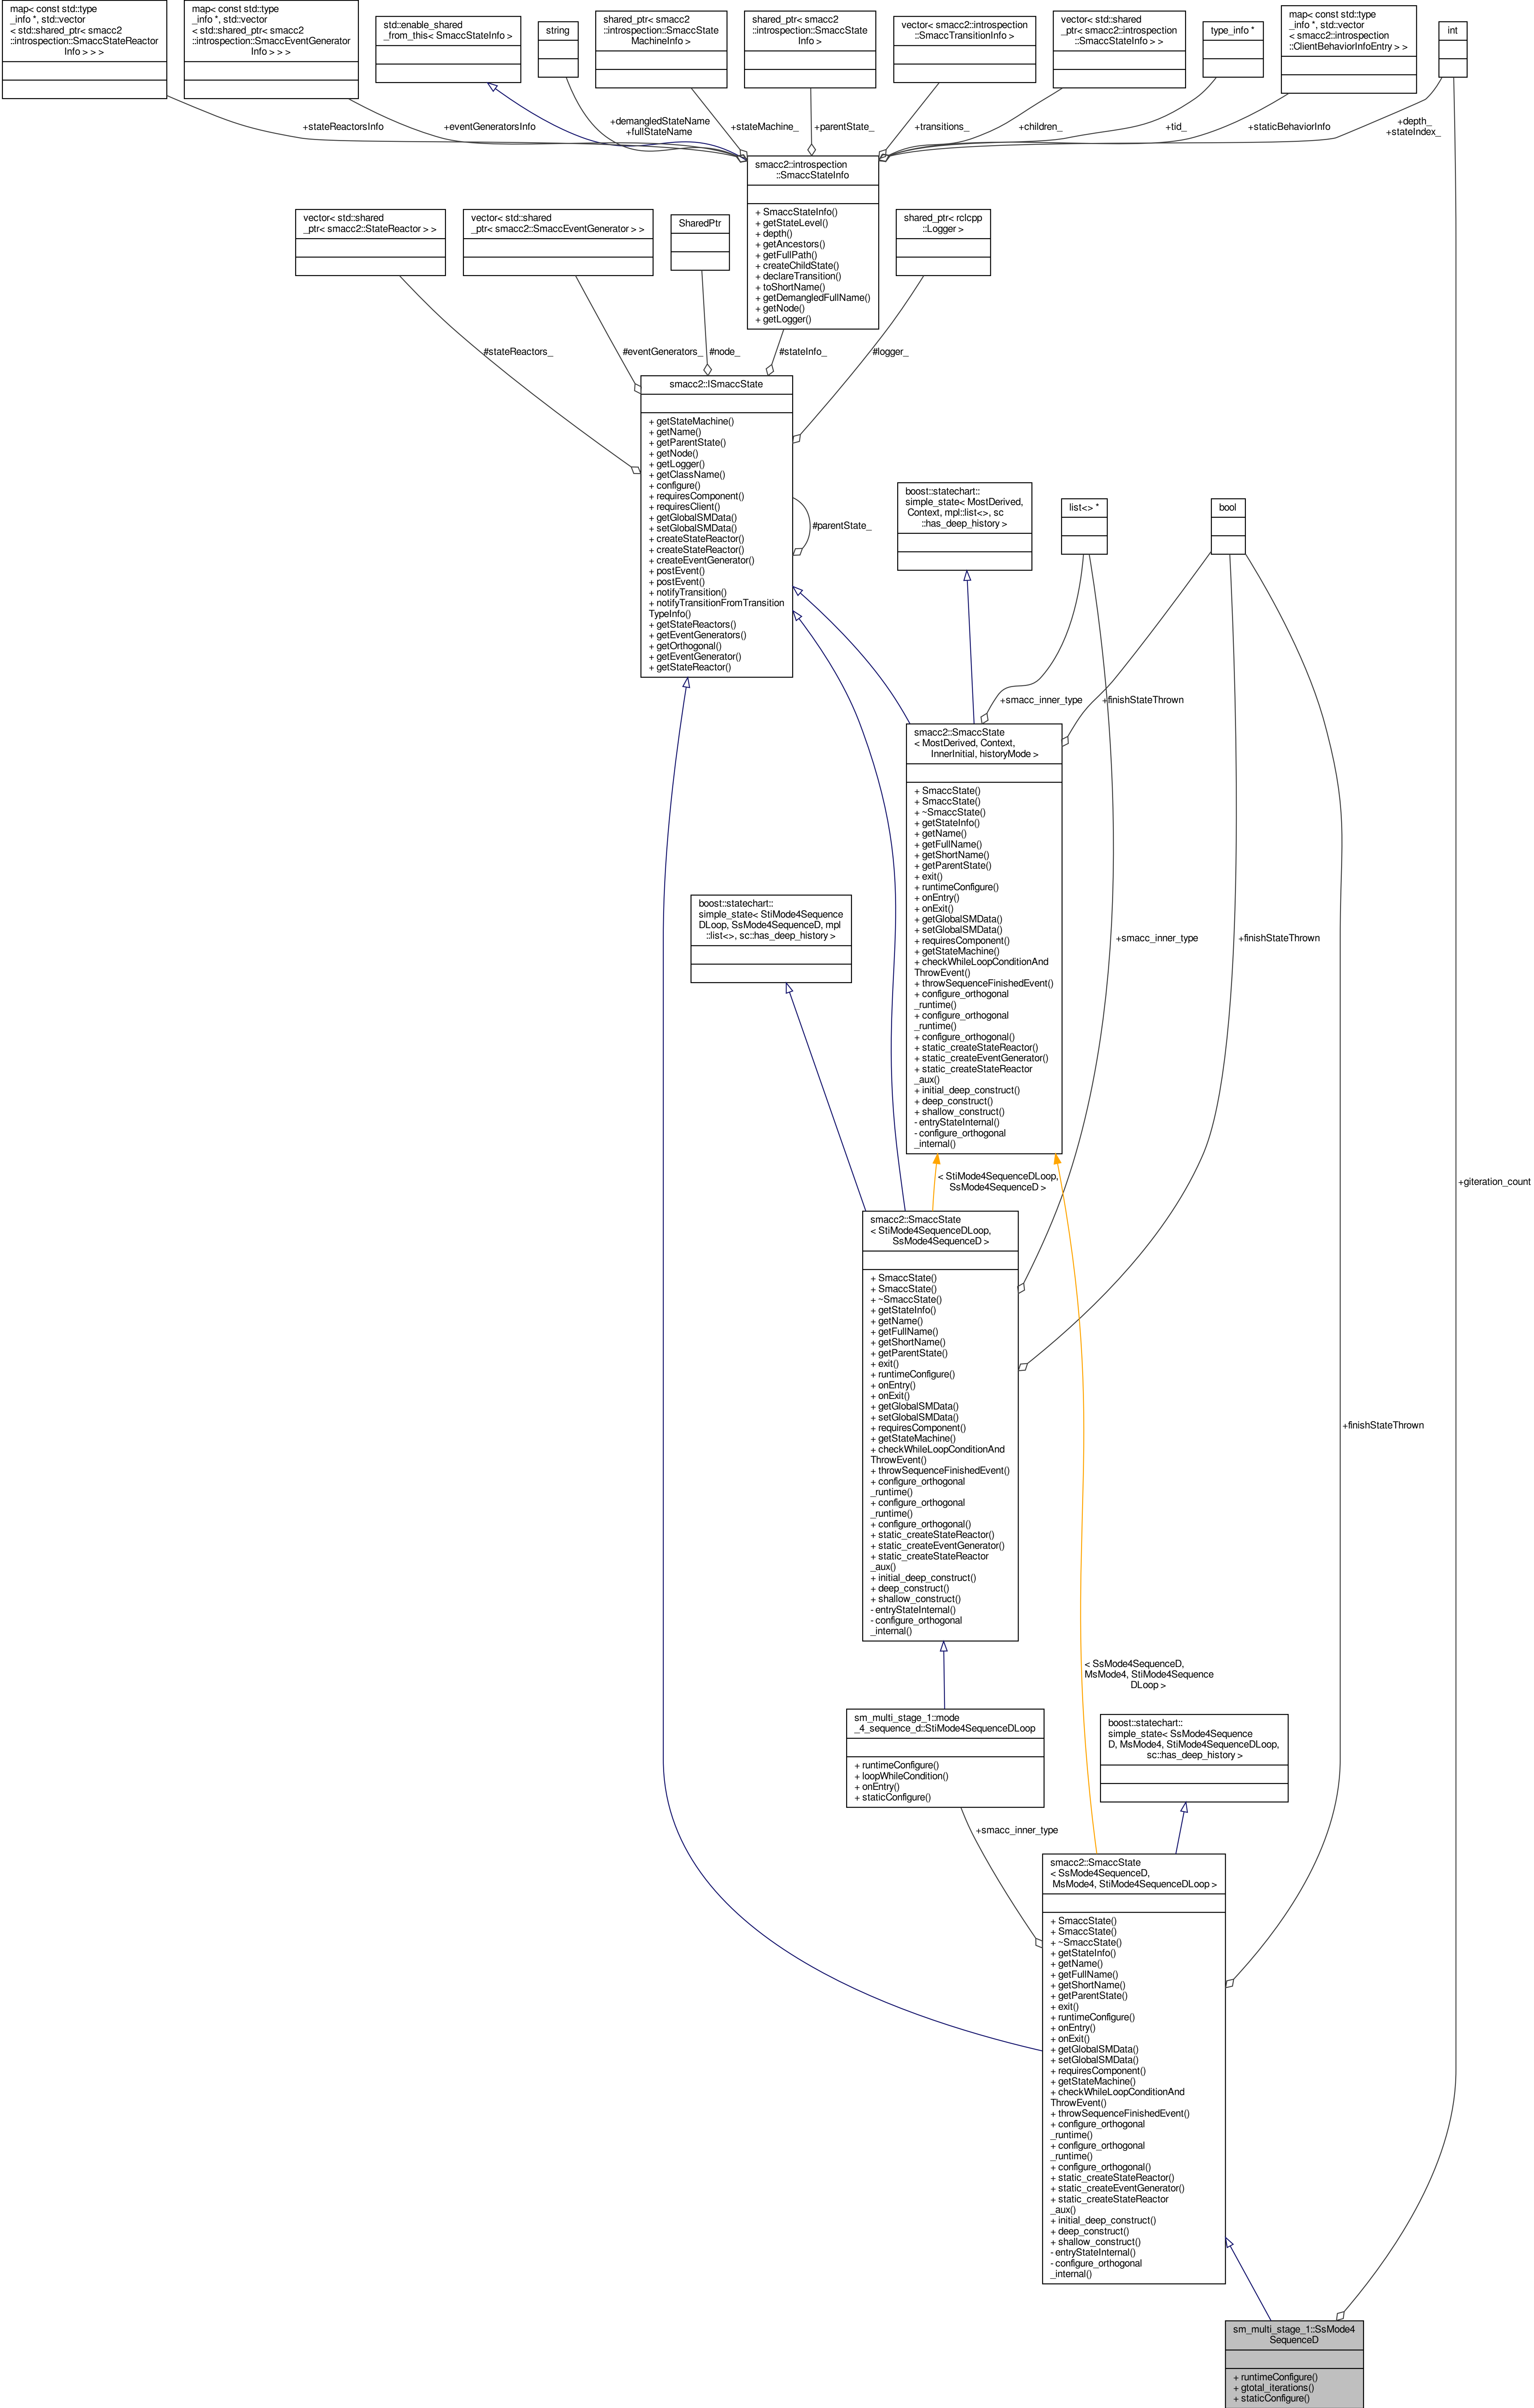 map< const std::type
_info *, std::vector
< std::shared_ptr< smacc2
::introspection::SmaccStateReactor
Info > > >
map< const std::type
_info *, std::vector
< std::shared_ptr< smacc2
::introspection::SmaccEventGenerator
Info > > >
std::enable_shared
_from_this< SmaccStateInfo >
string
shared_ptr< smacc2
::introspection::SmaccState
MachineInfo >
shared_ptr< smacc2
::introspection::SmaccState
Info >
vector< smacc2::introspection
::SmaccTransitionInfo >
vector< std::shared
_ptr< smacc2::introspection
::SmaccStateInfo > >
type_info *
map< const std::type
_info *, std::vector
< smacc2::introspection
::ClientBehaviorInfoEntry > >
int
+stateReactorsInfo
+eventGeneratorsInfo
+demangledStateName
+fullStateName
+stateMachine_
+parentState_
+transitions_
+children_
+tid_
+staticBehaviorInfo
+depth_
+stateIndex_
smacc2::introspection
::SmaccStateInfo
+ SmaccStateInfo()
+ getStateLevel()
+ depth()
+ getAncestors()
+ getFullPath()
+ createChildState()
+ declareTransition()
+ toShortName()
+ getDemangledFullName()
+ getNode()
+ getLogger()
vector< std::shared
_ptr< smacc2::StateReactor > >
vector< std::shared
_ptr< smacc2::SmaccEventGenerator > >
SharedPtr
shared_ptr< rclcpp
::Logger >
#stateReactors_
#eventGenerators_
#node_
#stateInfo_
#logger_
smacc2::ISmaccState
+ getStateMachine()
+ getName()
+ getParentState()
+ getNode()
+ getLogger()
+ getClassName()
+ configure()
+ requiresComponent()
+ requiresClient()
+ getGlobalSMData()
+ setGlobalSMData()
+ createStateReactor()
+ createStateReactor()
+ createEventGenerator()
+ postEvent()
+ postEvent()
+ notifyTransition()
+ notifyTransitionFromTransition
TypeInfo()
+ getStateReactors()
+ getEventGenerators()
+ getOrthogonal()
+ getEventGenerator()
+ getStateReactor()
#parentState_
boost::statechart::
simple_state< MostDerived,
Context, mpl::list<>, sc
::has_deep_history >
list<> *
bool
+smacc_inner_type
+finishStateThrown
smacc2::SmaccState
< MostDerived, Context,
InnerInitial, historyMode >
+ SmaccState()
+ SmaccState()
+ ~SmaccState()
+ getStateInfo()
+ getName()
+ getFullName()
+ getShortName()
+ getParentState()
+ exit()
+ runtimeConfigure()
+ onEntry()
+ onExit()
+ getGlobalSMData()
+ setGlobalSMData()
+ requiresComponent()
+ getStateMachine()
+ checkWhileLoopConditionAnd
ThrowEvent()
+ throwSequenceFinishedEvent()
+ configure_orthogonal
_runtime()
+ configure_orthogonal
_runtime()
+ configure_orthogonal()
+ static_createStateReactor()
+ static_createEventGenerator()
+ static_createStateReactor
_aux()
+ initial_deep_construct()
+ deep_construct()
+ shallow_construct()
- entryStateInternal()
- configure_orthogonal
_internal()
boost::statechart::
simple_state< StiMode4Sequence
DLoop, SsMode4SequenceD, mpl
::list<>, sc::has_deep_history >
+smacc_inner_type
+finishStateThrown
< StiMode4SequenceDLoop,
SsMode4SequenceD >
+giteration_count
smacc2::SmaccState
< StiMode4SequenceDLoop,
SsMode4SequenceD >
+ SmaccState()
+ SmaccState()
+ ~SmaccState()
+ getStateInfo()
+ getName()
+ getFullName()
+ getShortName()
+ getParentState()
+ exit()
+ runtimeConfigure()
+ onEntry()
+ onExit()
+ getGlobalSMData()
+ setGlobalSMData()
+ requiresComponent()
+ getStateMachine()
+ checkWhileLoopConditionAnd
ThrowEvent()
+ throwSequenceFinishedEvent()
+ configure_orthogonal
_runtime()
+ configure_orthogonal
_runtime()
+ configure_orthogonal()
+ static_createStateReactor()
+ static_createEventGenerator()
+ static_createStateReactor
_aux()
+ initial_deep_construct()
+ deep_construct()
+ shallow_construct()
- entryStateInternal()
- configure_orthogonal
_internal()
+finishStateThrown
< SsMode4SequenceD,
MsMode4, StiMode4Sequence
DLoop >
sm_multi_stage_1::mode
_4_sequence_d::StiMode4SequenceDLoop
+ runtimeConfigure()
+ loopWhileCondition()
+ onEntry()
+ staticConfigure()
boost::statechart::
simple_state< SsMode4Sequence
D, MsMode4, StiMode4SequenceDLoop,
sc::has_deep_history >
+smacc_inner_type
smacc2::SmaccState
< SsMode4SequenceD,
MsMode4, StiMode4SequenceDLoop >
+ SmaccState()
+ SmaccState()
+ ~SmaccState()
+ getStateInfo()
+ getName()
+ getFullName()
+ getShortName()
+ getParentState()
+ exit()
+ runtimeConfigure()
+ onEntry()
+ onExit()
+ getGlobalSMData()
+ setGlobalSMData()
+ requiresComponent()
+ getStateMachine()
+ checkWhileLoopConditionAnd
ThrowEvent()
+ throwSequenceFinishedEvent()
+ configure_orthogonal
_runtime()
+ configure_orthogonal
_runtime()
+ configure_orthogonal()
+ static_createStateReactor()
+ static_createEventGenerator()
+ static_createStateReactor
_aux()
+ initial_deep_construct()
+ deep_construct()
+ shallow_construct()
- entryStateInternal()
- configure_orthogonal
_internal()
sm_multi_stage_1::SsMode4
SequenceD
+ runtimeConfigure()
+ gtotal_iterations()
+ staticConfigure()